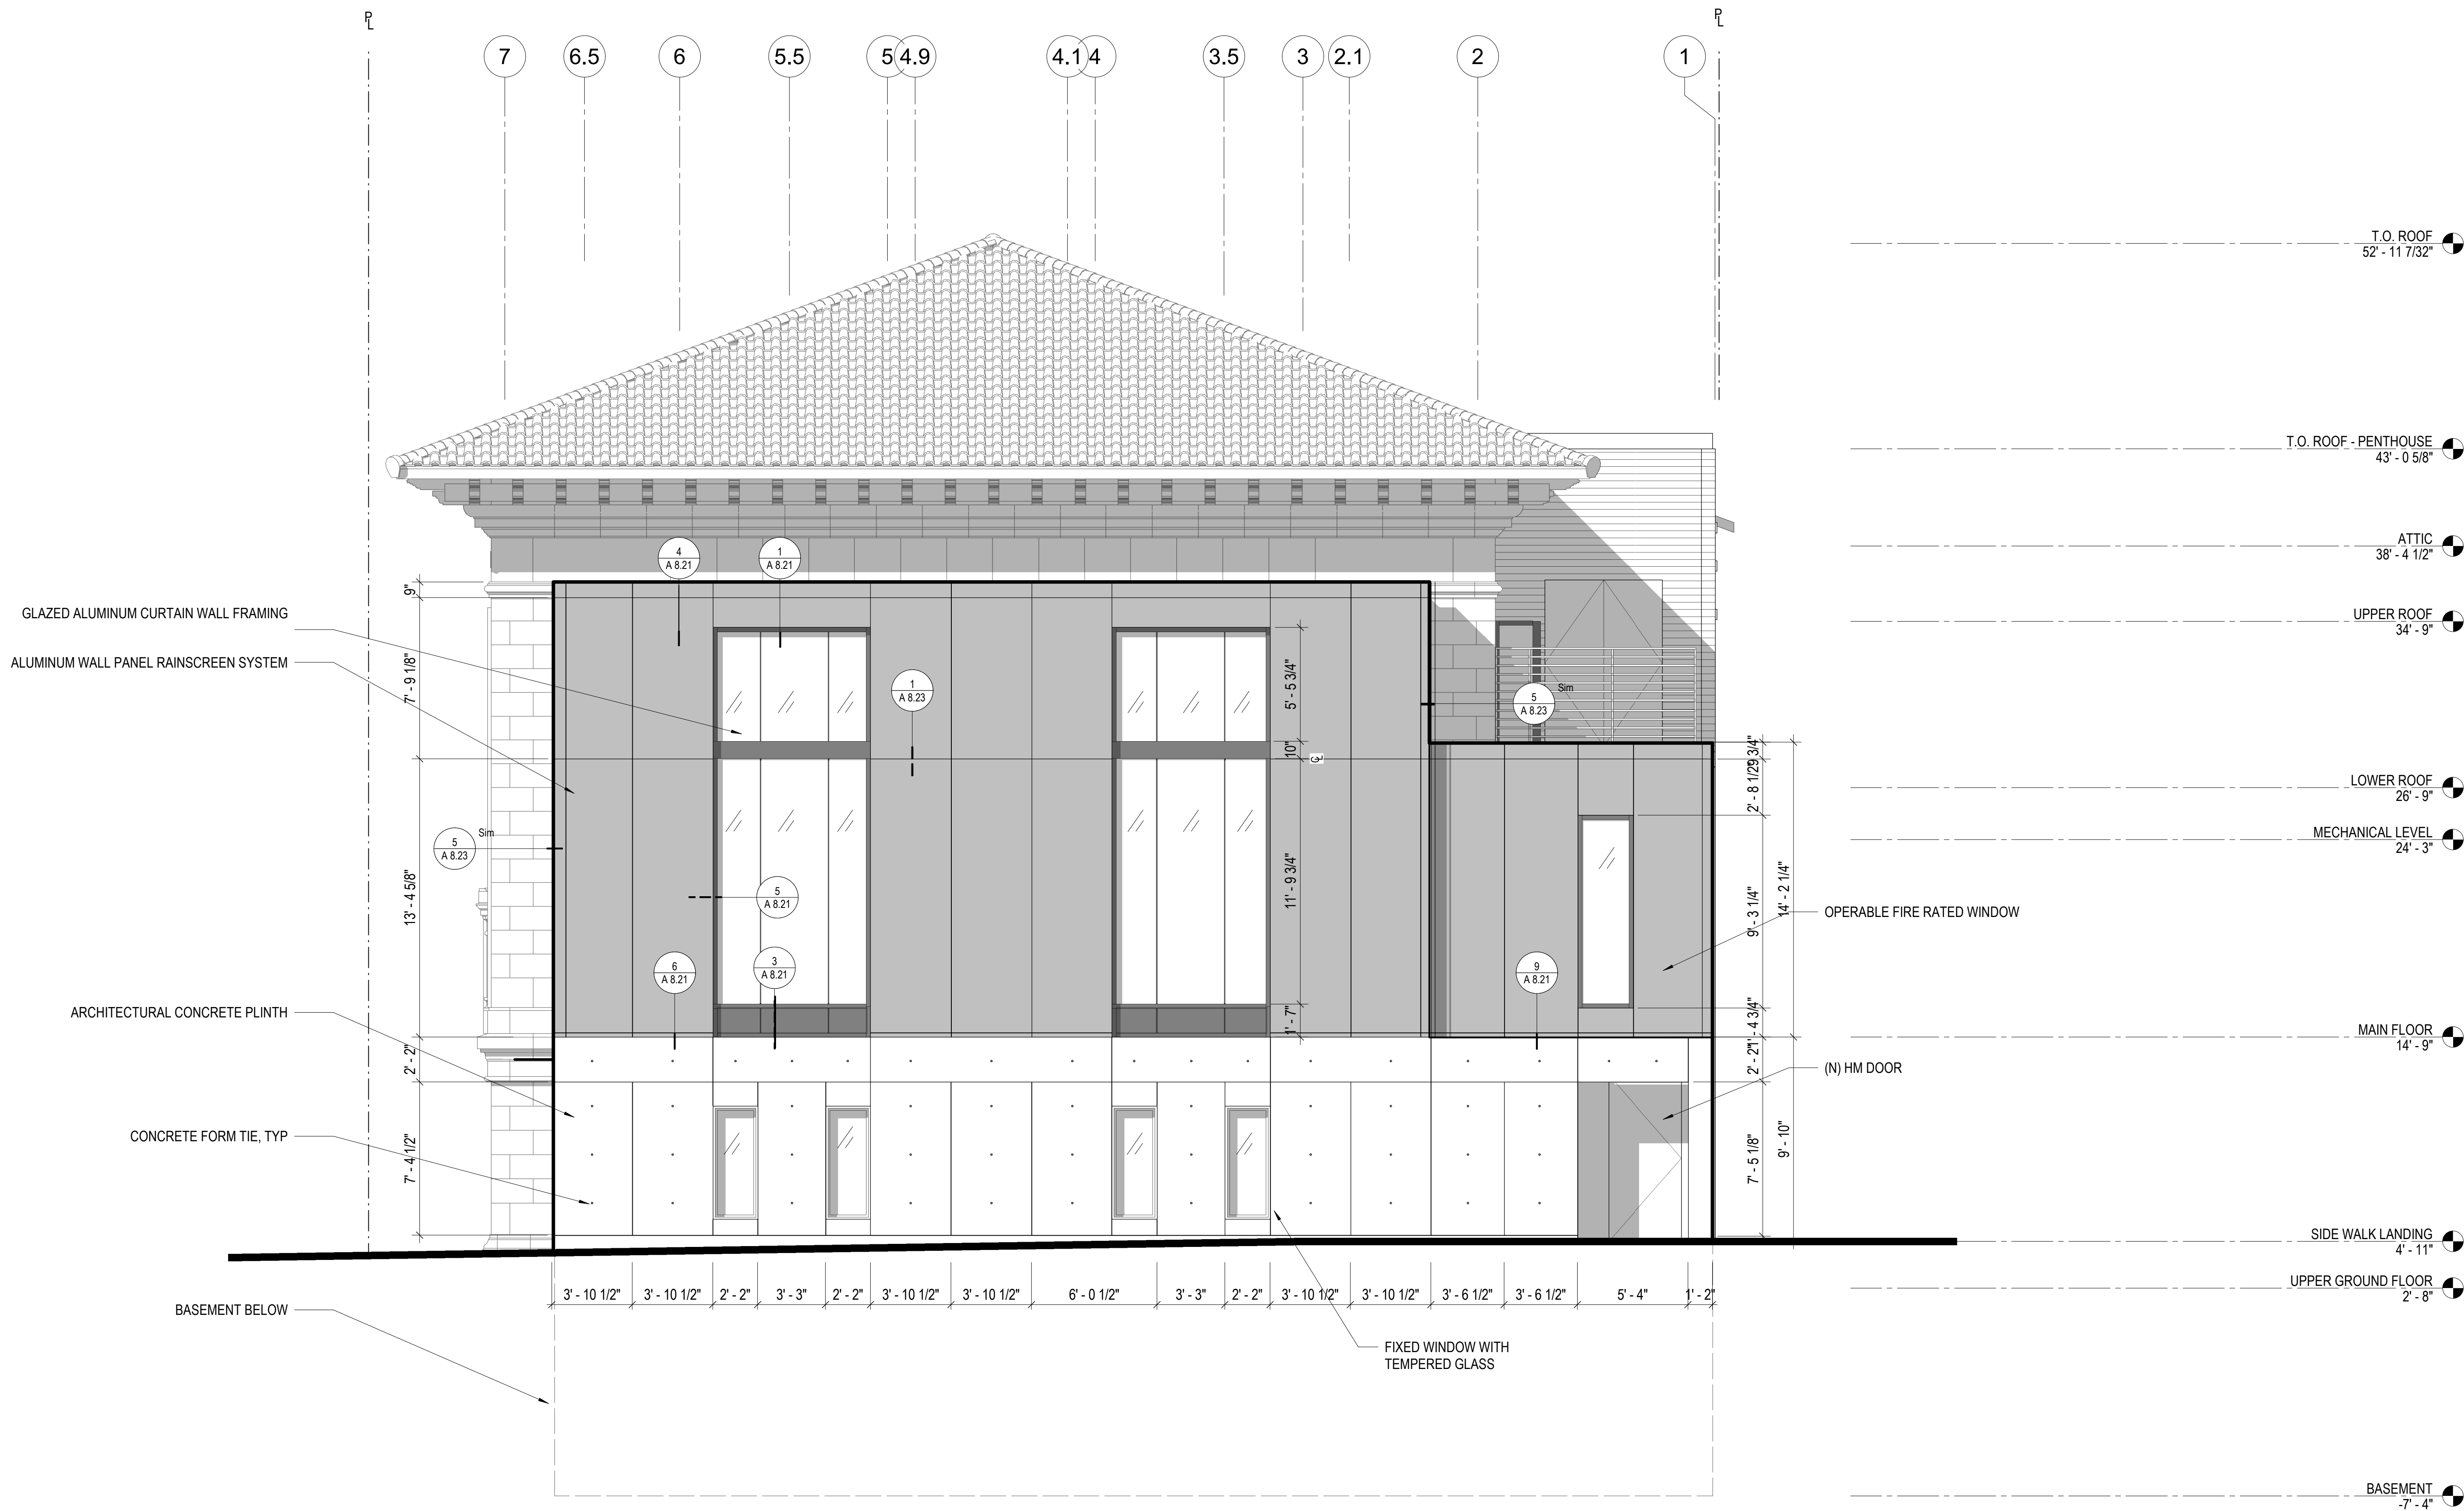 PL
PL
7
6.5
6
5.5
5
4.9
4.1
4
3.5
3
2.1
2
1
T.O. ROOF
52' - 11 7/32"
T.O. ROOF - PENTHOUSE
43' - 0 5/8"
ATTIC
38' - 4 1/2"
UPPER ROOF
34' - 9"
LOWER ROOF
26' - 9"
MECHANICAL LEVEL
24' - 3"
MAIN FLOOR
14' - 9"
SIDE WALK LANDING
4' - 11"
UPPER GROUND FLOOR
2' - 8"
BASEMENT
-7' - 4"
GLAZED ALUMINUM CURTAIN WALL FRAMING
ALUMINUM WALL PANEL RAINSCREEN SYSTEM
ARCHITECTURAL CONCRETE PLINTH
CONCRETE FORM TIE, TYP
BASEMENT BELOW
9"
7' - 9 1/8"
13' - 4 5/8"
2' - 2"
7' - 4 1/2"
4
A 8.21
1
A 8.21
1
A 8.23
5
A 8.23
Sim
5
A 8.23
Sim
5
A 8.21
6
A 8.21
3
A 8.21
9
A 8.21
5' - 5 3/4"
10"
CL
11' - 9 3/4"
1' - 7"
9 3/4"
2' - 8 1/2"
9' - 3 1/4"
1' - 4 3/4"
2' - 2"
7' - 5 1/8"
14' - 2 1/4"
9' - 10"
OPERABLE FIRE RATED WINDOW
(N) HM DOOR
3' - 10 1/2"
3' - 10 1/2"
2' - 2"
3' - 3"
2' - 2"
3' - 10 1/2"
3' - 10 1/2"
6' - 0 1/2"
3' - 3"
2' - 2"
3' - 10 1/2"
3' - 10 1/2"
3' - 6 1/2"
3' - 6 1/2"
5' - 4"
1' - 2"
FIXED WINDOW WITH
TEMPERED GLASS